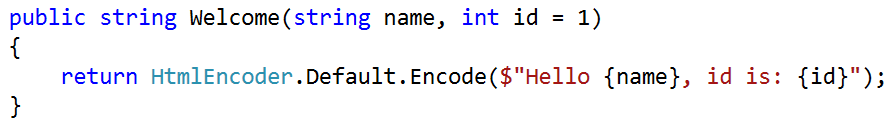 public string Welcome(string name, int id = 1)
{
    return HtmlEncoder.Default.Encode($"Hello {name}, id is: {id}");
}